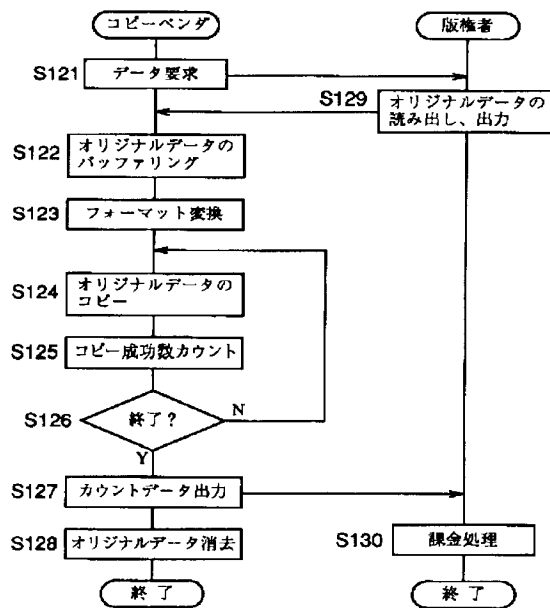 コピーベンダ
版権者
S121
データ要求
S129
オリジナルデータの
読み出し、出力
S122
オリジナルデータの
バッファリング
S123
フォーマット変換
S124
オリジナルデータの
コピー
S125
コピー成功数カウント
S126
終了?
N
Y
S127
カウントデータ出力
S128
オリジナルデータ消去
S130
課金処理
終了
終了